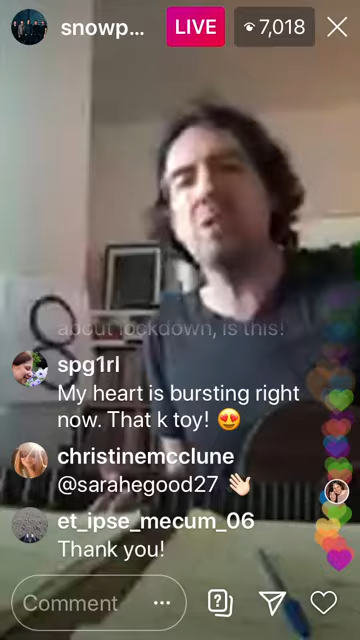 snowp...
LIVE
7,018
about lockdown, is this!
spg1rl
My heart is bursting right
now. That k toy! 😍
christinemcclune
@sarahegood27 👋🏻
et_ipse_mecum_06
Thank you!
Comment